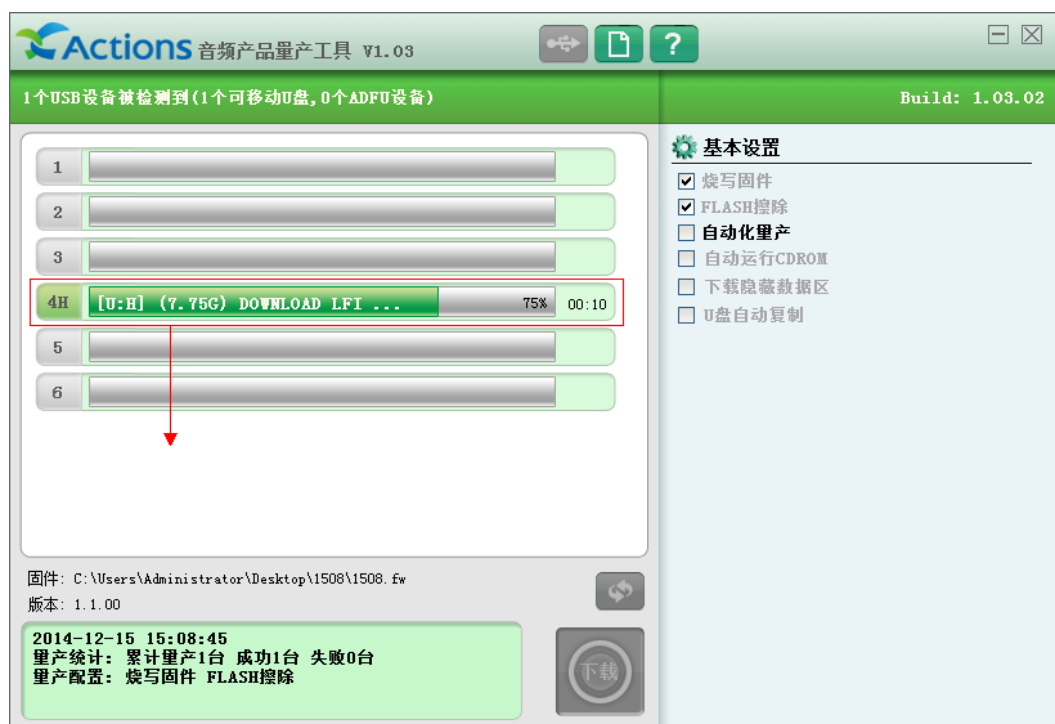 Actions 音频产品量产工具 V1.03
1个USB设备被检测到(1个可移动U盘,0个ADFU设备)
Build: 1.03.02
1
2
3
4H [U:H] (7.75G) DOWNLOAD LFI ... 75% 00:10
5
6
基本设置
烧写固件
FLASH擦除
自动化量产
自动运行CDROM
下载隐藏数据区
U盘自动复制
固件: C:\Users\Administrator\Desktop\1508\1508.fw
版本: 1.1.00
2014-12-15 15:08:45
量产统计: 累计量产1台 成功1台 失败0台
量产配置: 烧写固件 FLASH擦除
下载